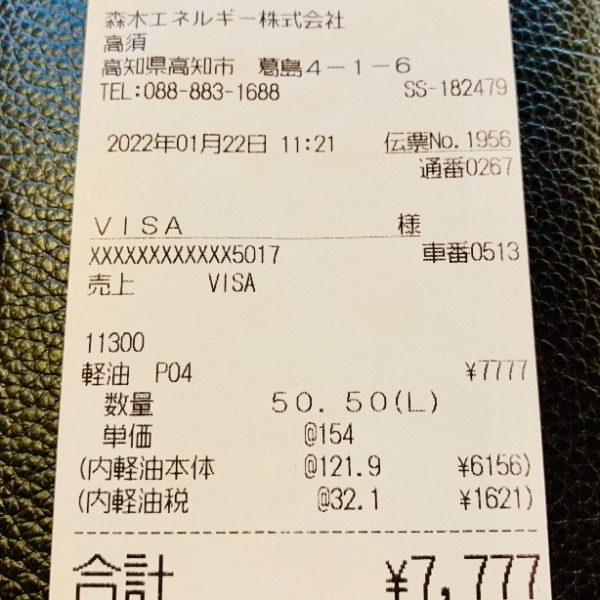 森木エネルギー株式会社
高須
高知県高知市 葛島4-1-6
TEL:088-883-1688 SS-182479
2022年01月22日 11:21 伝票No.1956
通番0267
VISA 様
XXXXXXXXXXXX5017 車番0513
売上 VISA
11300
軽油 P04 ¥7777
数量 50.50(L)
単価 @154
(内軽油本体 @121.9 ¥6156)
(内軽油税 @32.1 ¥1621)
合計 ¥7,777